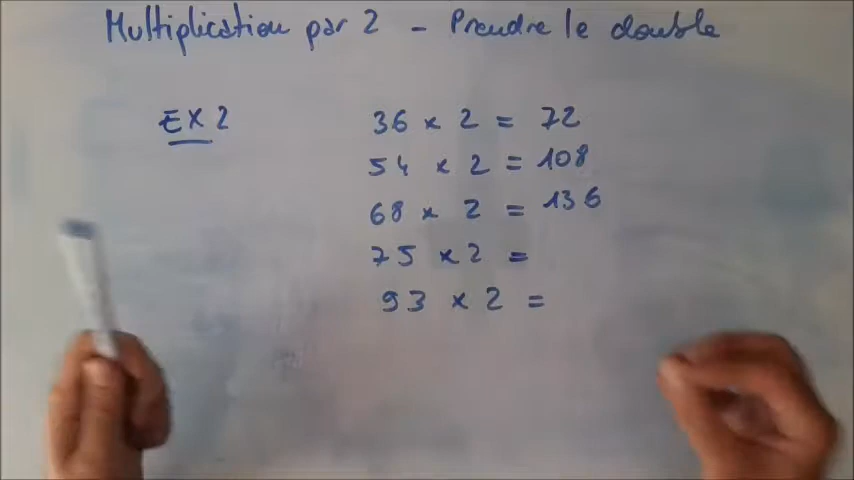 Multiplication par 2 - Prendre le double
EX 2
36 x 2 = 72
54 x 2 = 108
68 x 2 = 136
75 x 2 =
93 x 2 =